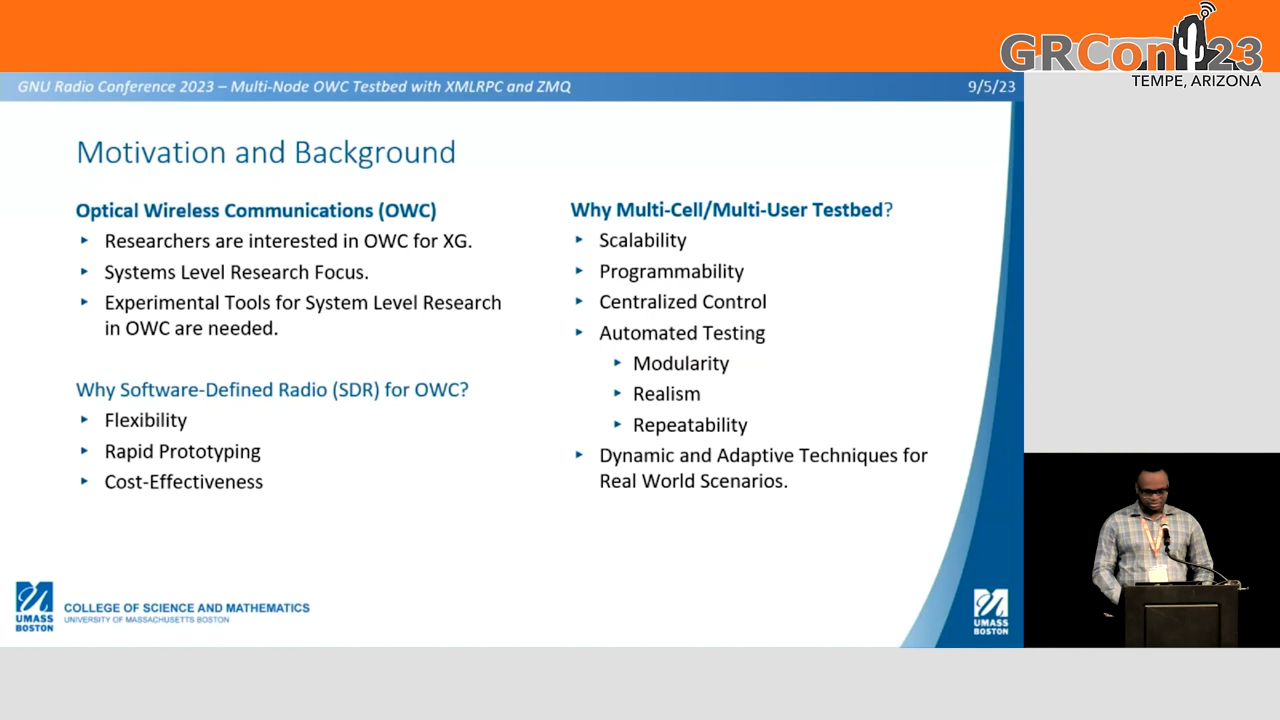 GRCon 23
TEMPE, ARIZONA
GNU Radio Conference 2023 – Multi-Node OWC Testbed with XMLRPC and ZMQ
9/5/23
Motivation and Background
Optical Wireless Communications (OWC)
Researchers are interested in OWC for XG.
Systems Level Research Focus.
Experimental Tools for System Level Research
in OWC are needed.
Why Software-Defined Radio (SDR) for OWC?
Flexibility
Rapid Prototyping
Cost-Effectiveness
Why Multi-Cell/Multi-User Testbed?
Scalability
Programmability
Centralized Control
Automated Testing
Modularity
Realism
Repeatability
Dynamic and Adaptive Techniques for
Real World Scenarios.
UMASS
BOSTON
COLLEGE OF SCIENCE AND MATHEMATICS
UNIVERSITY OF MASSACHUSETTS BOSTON
UMASS
BOSTON